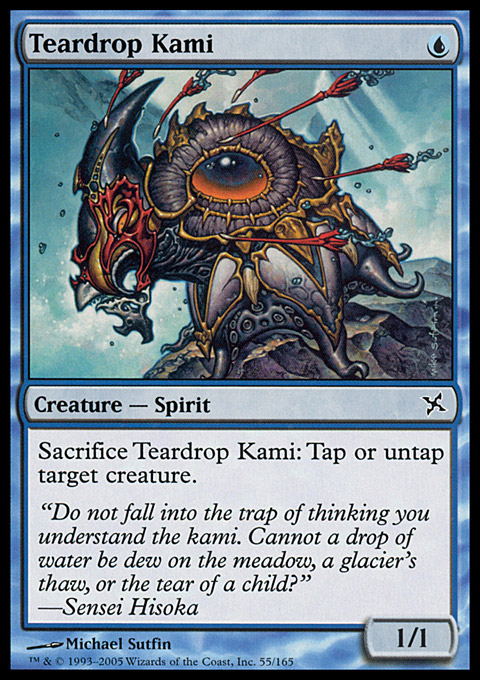 Teardrop Kami
Creature — Spirit
Sacrifice Teardrop Kami: Tap or untap
target creature.
“Do not fall into the trap of thinking you
understand the kami. Cannot a drop of
water be dew on the meadow, a glacier’s
thaw, or the tear of a child?”
—Sensei Hisoka
1/1
Michael Sutfin
™ & © 1993–2005 Wizards of the Coast, Inc. 55/165